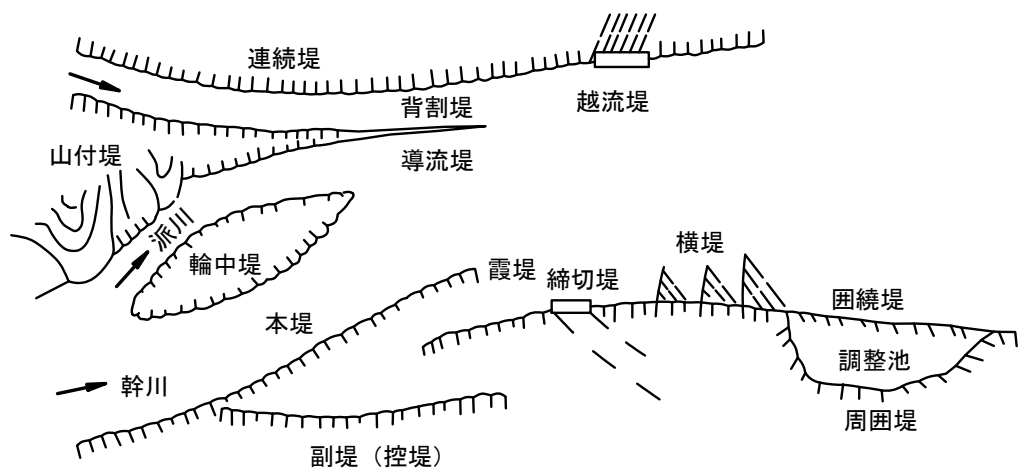 連続堤
背割堤
越流堤
山付堤
導流堤
派川
輪中堤
横堤
霞堤
締切堤
囲繞堤
本堤
調整池
幹川
周囲堤
副堤（控堤）